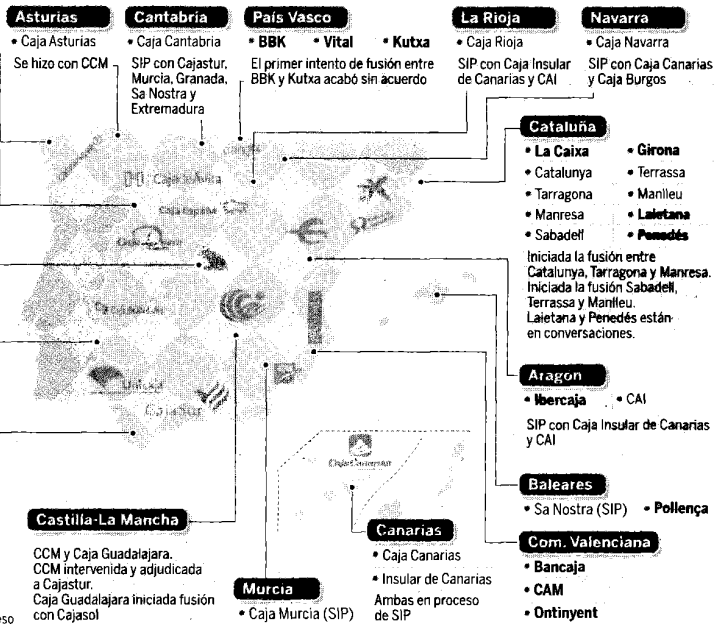 Asturias
• Caja Asturias
Se hizo con CCM
Cantabria
• Caja Cantabria
SIP con Cajastur,
Murcia, Granada,
Sa Nostra y
Extremadura
País Vasco
• BBK • Vital • Kutxa
El primer intento de fusión entre
BBK y Kutxa acabó sin acuerdo
La Rioja
• Caja Rioja
SIP con Caja Insular
de Canarias y CAI
Navarra
• Caja Navarra
SIP con Caja Canarias
y Caja Burgos
Cataluña
• La Caixa • Girona
• Catalunya • Terrassa
• Tarragona • Manlleu
• Manresa • Laietana
• Sabadell • Penedés
Iniciada la fusión entre
Catalunya, Tarragona y Manresa.
Iniciada la fusión Sabadell,
Terrassa y Manlleu.
Laietana y Penedés están
en conversaciones.
Aragón
• Ibercaja • CAI
SIP con Caja Insular de Canarias
y CAI
Baleares
• Sa Nostra (SIP) • Pollença
Com. Valenciana
• Bancaja
• CAM
• Ontinyent
Caja España
Unicaja
CajaSur
CajaCanarias
Castilla-La Mancha
CCM y Caja Guadalajara.
CCM intervenida y adjudicada
a Cajastur.
Caja Guadalajara iniciada fusión
con Cajasol
Murcia
• Caja Murcia (SIP)
Canarias
• Caja Canarias
• Insular de Canarias
Ambas en proceso
de SIP